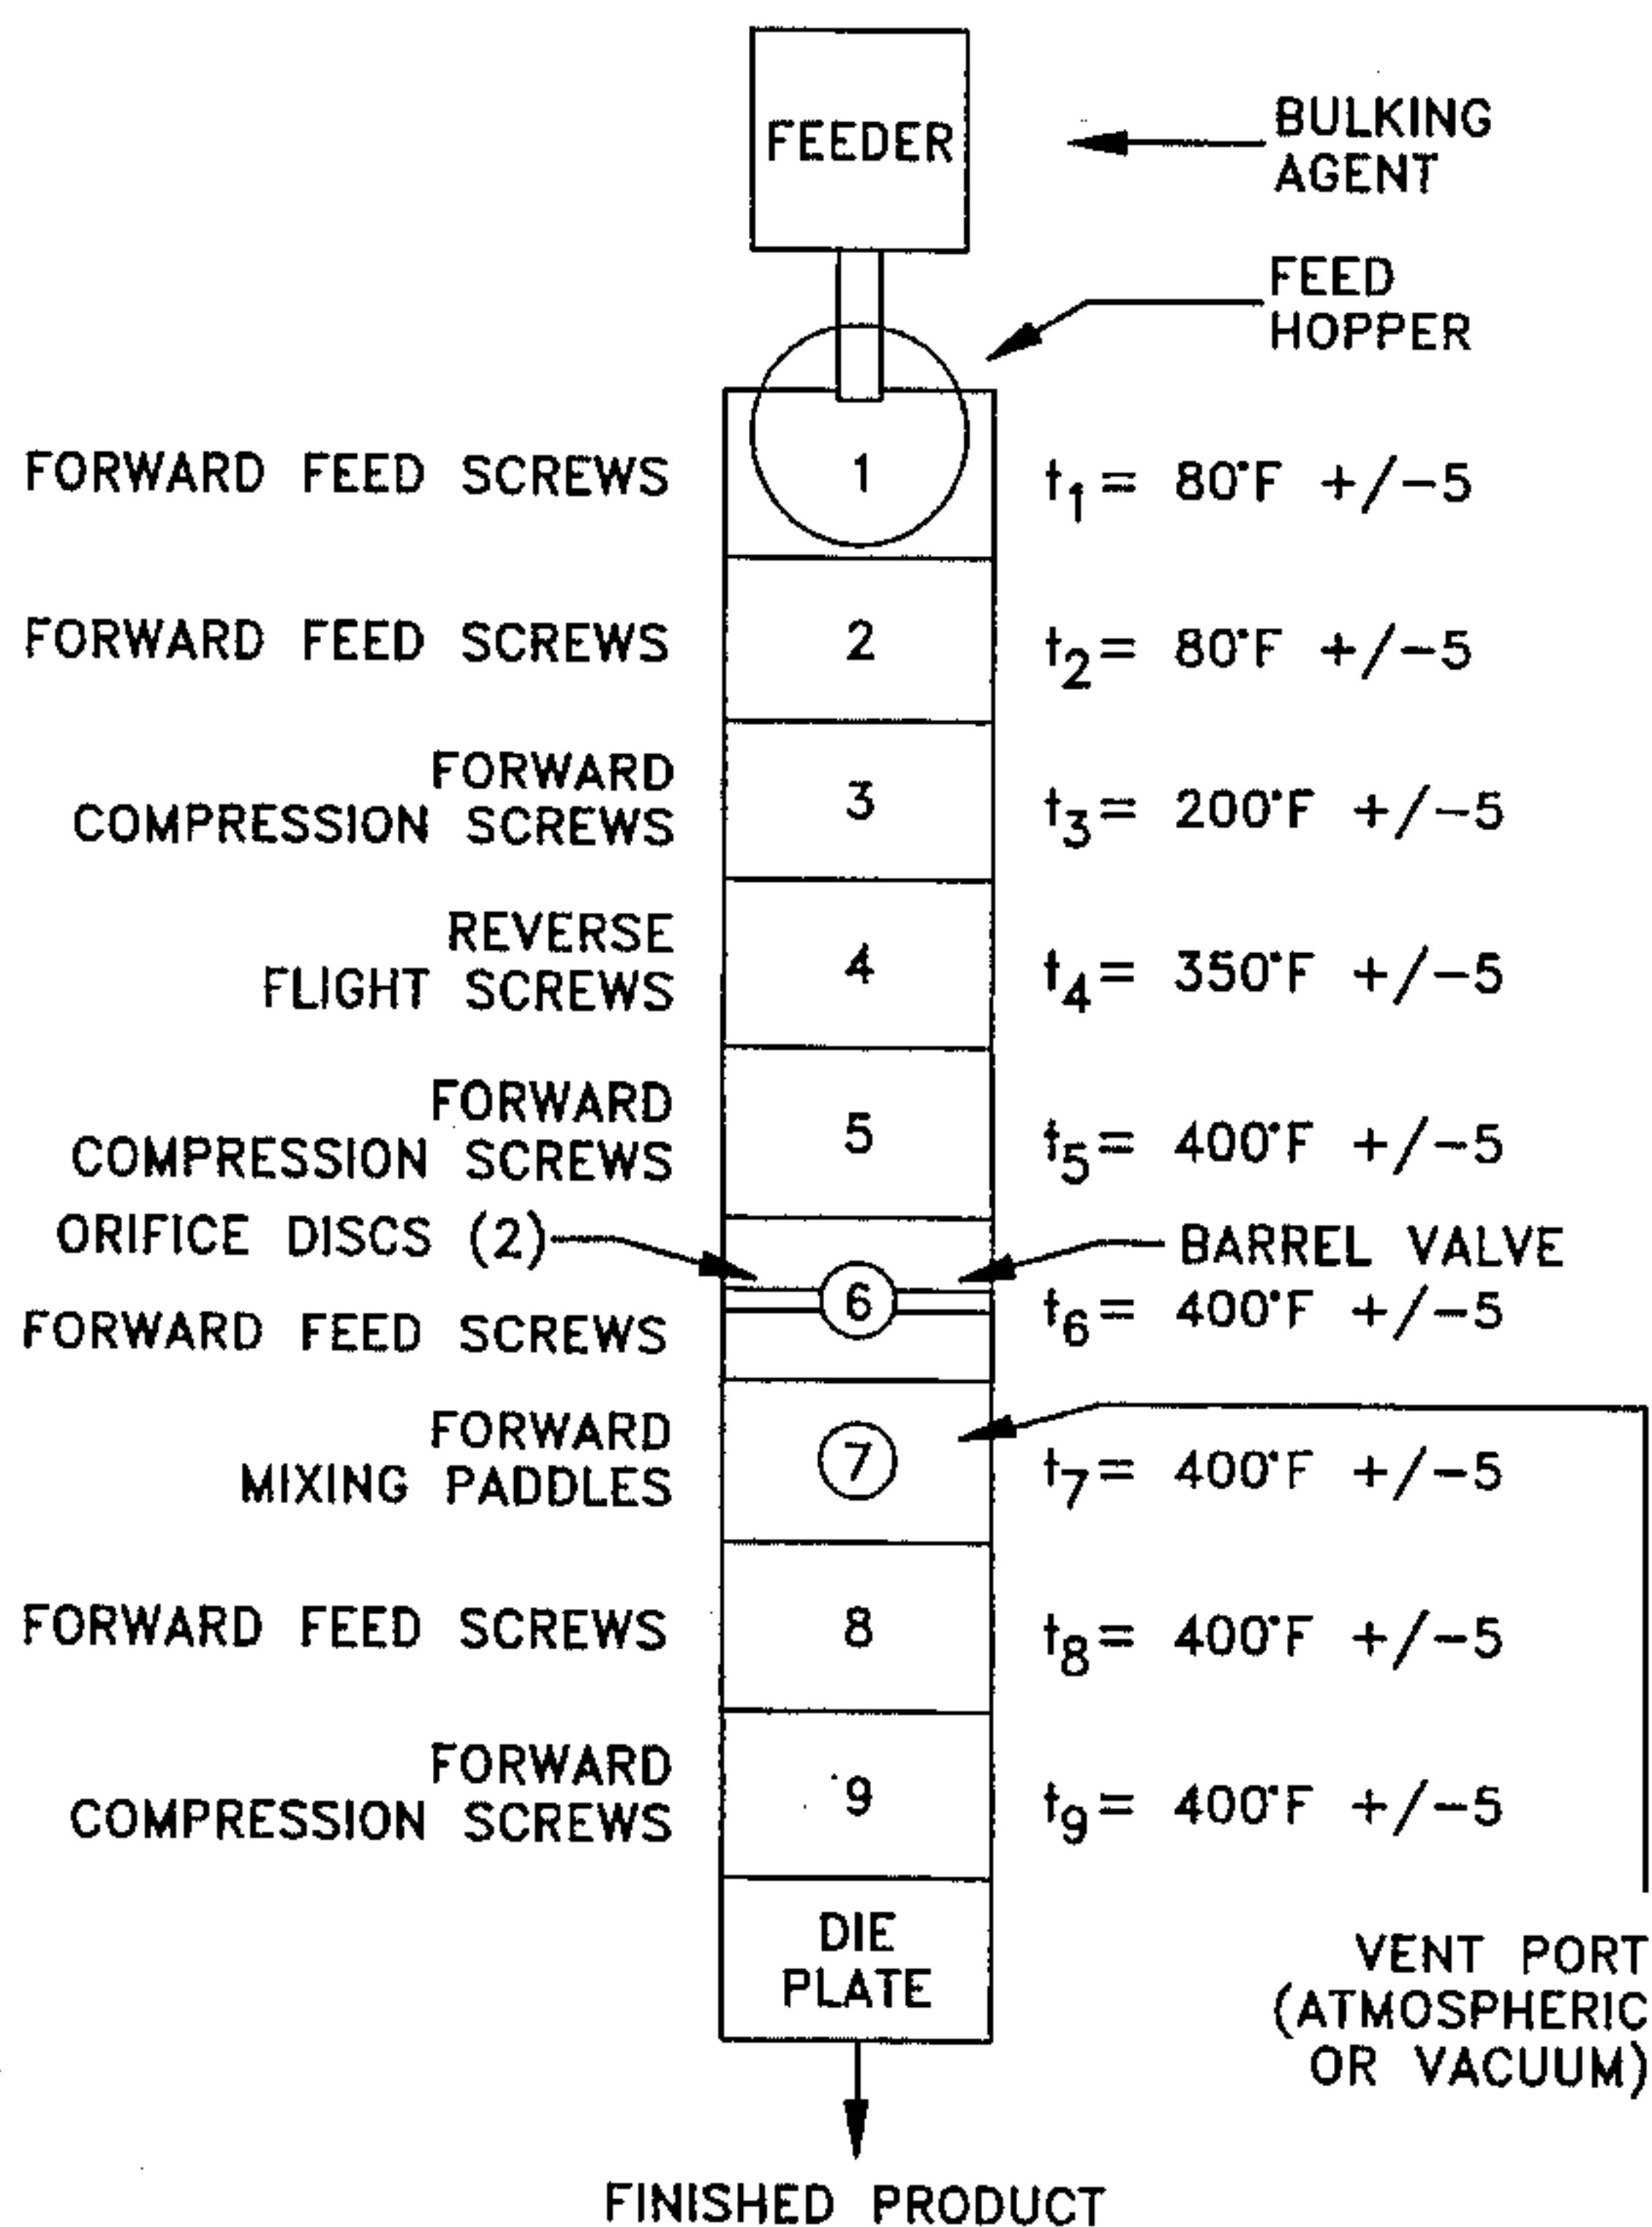 FEEDER
BULKING
AGENT
FEED
HOPPER
FORWARD FEED SCREWS
1
t1= 80°F +/-5
FORWARD FEED SCREWS
2
t2= 80°F +/-5
FORWARD
COMPRESSION SCREWS
3
t3= 200°F +/-5
REVERSE
FLIGHT SCREWS
4
t4= 350°F +/-5
FORWARD
COMPRESSION SCREWS
5
t5= 400°F +/-5
ORIFICE DISCS (2)
BARREL VALVE
FORWARD FEED SCREWS
6
t6= 400°F +/-5
FORWARD
MIXING PADDLES
7
t7= 400°F +/-5
FORWARD FEED SCREWS
8
t8= 400°F +/-5
FORWARD
COMPRESSION SCREWS
9
t9= 400°F +/-5
DIE
PLATE
VENT PORT
(ATMOSPHERIC
OR VACUUM)
FINISHED PRODUCT